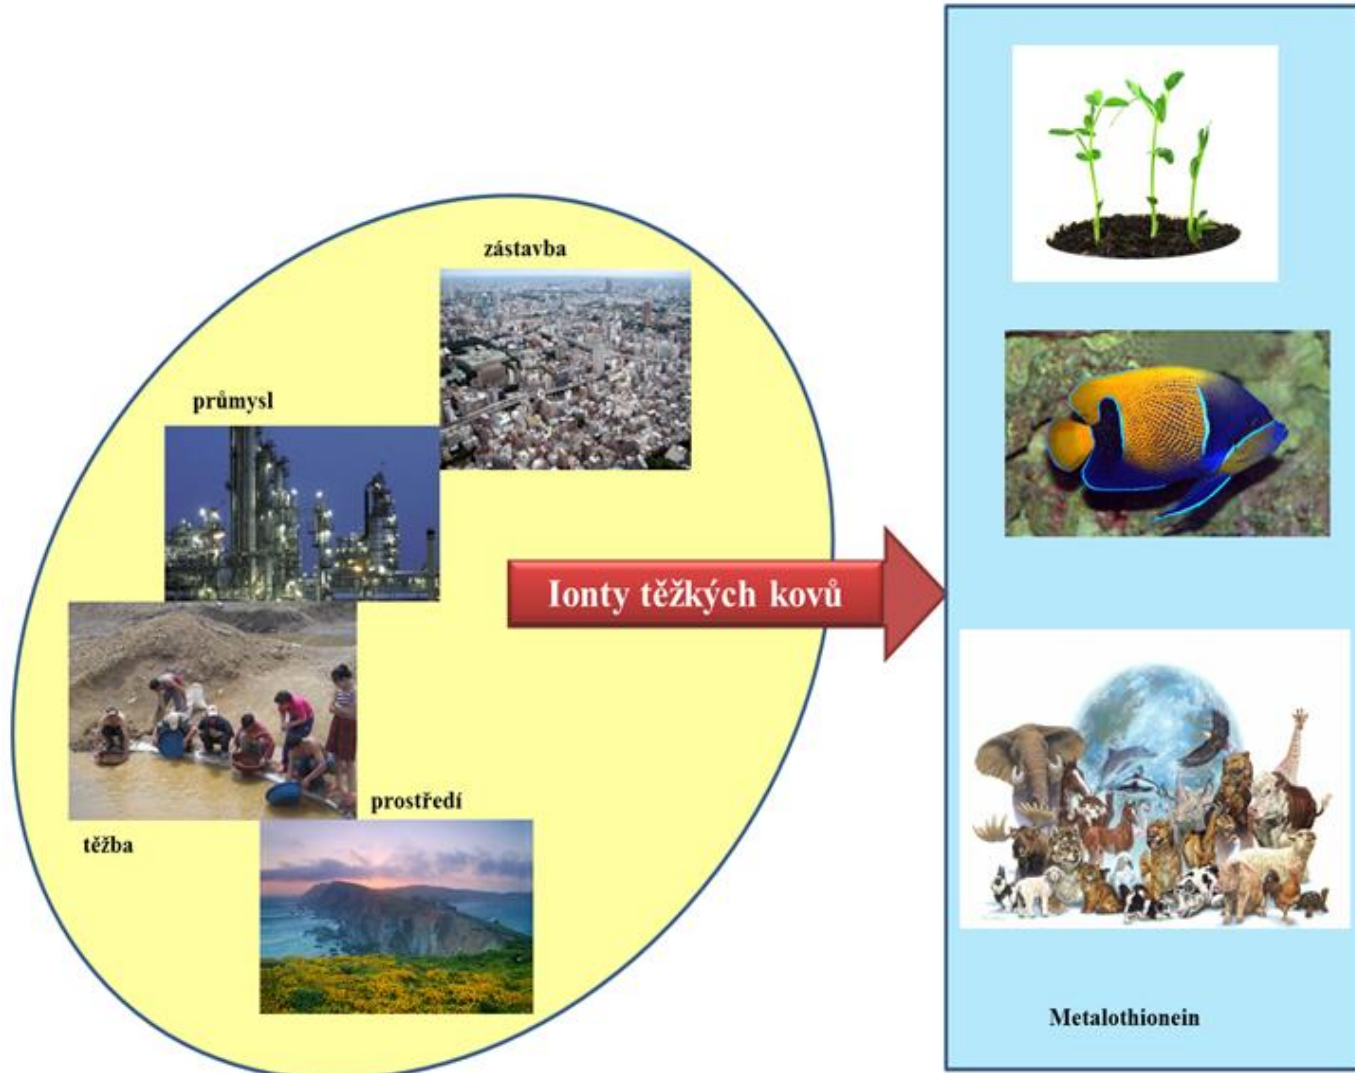 zástavba
průmysl
Ionty těžkých kovů
prostředí
těžba
Metalothionein